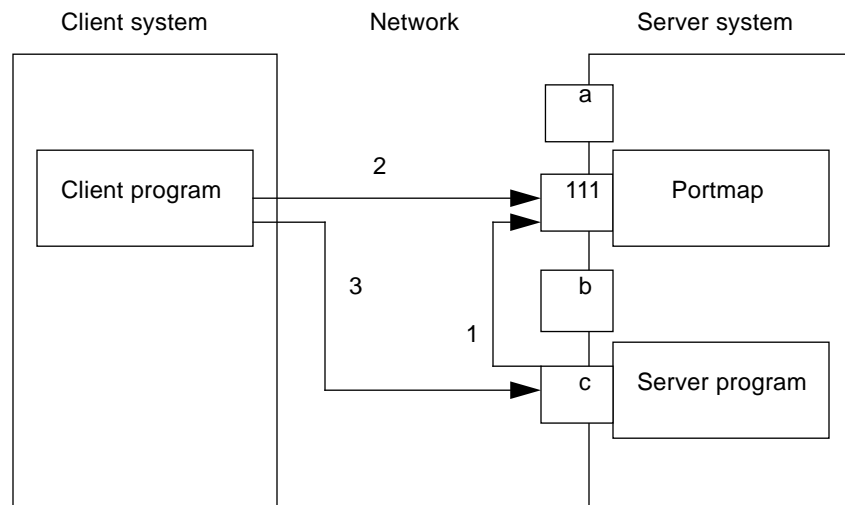 Client system Network Server system
a
2
Client program 111 Portmap
3 b
1
c Server program